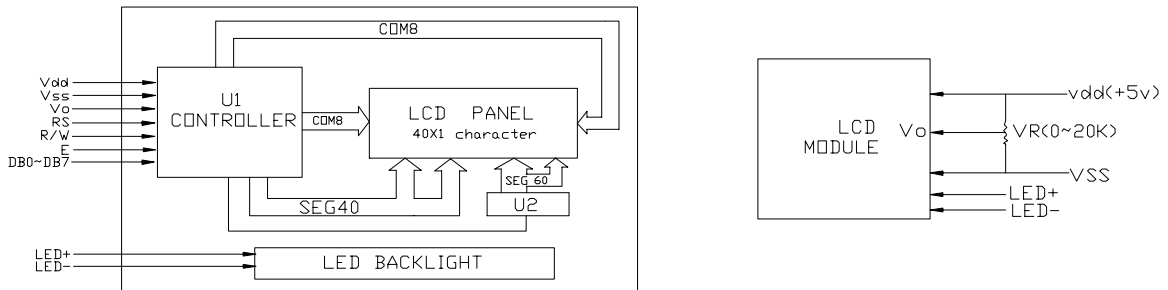 COM8
Vdd
Vss
Vo
RS
R/W
E
DB0~DB7
U1
CONTROLLER
COM8
LCD PANEL
40X1 character
SEG40
SEG 60
U2
LED+
LED-
LED BACKLIGHT
LCD
MODULE
Vo
vdd(+5v)
VR(0~20K)
VSS
LED+
LED-